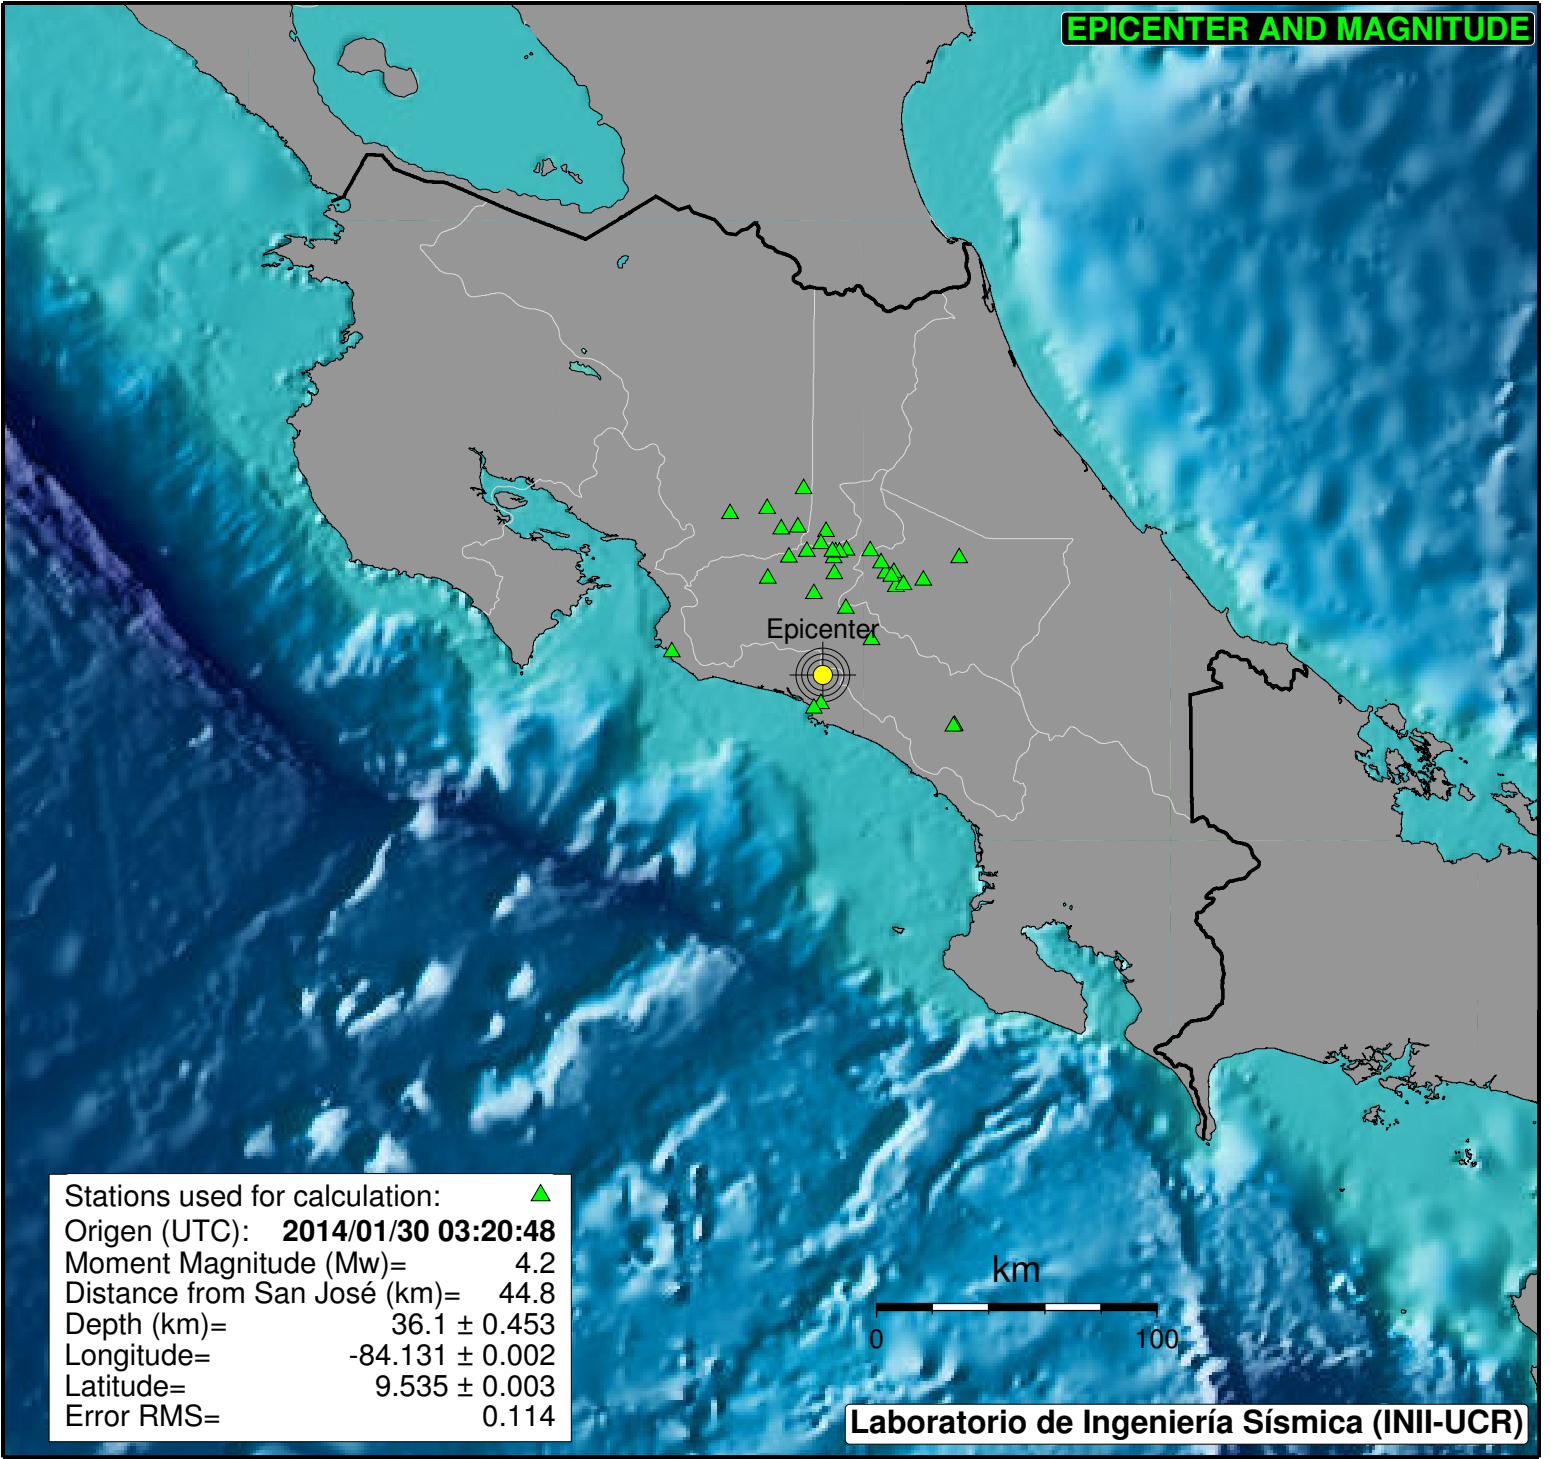 EPICENTER AND MAGNITUDE
Epicenter
Stations used for calculation:
Origen (UTC): 2014/01/30 03:20:48
Moment Magnitude (Mw)= 4.2
Distance from San José (km)= 44.8
Depth (km)= 36.1 ± 0.453
Longitude= -84.131 ± 0.002
Latitude= 9.535 ± 0.003
Error RMS= 0.114
km
0 100
Laboratorio de Ingeniería Sísmica (INII-UCR)